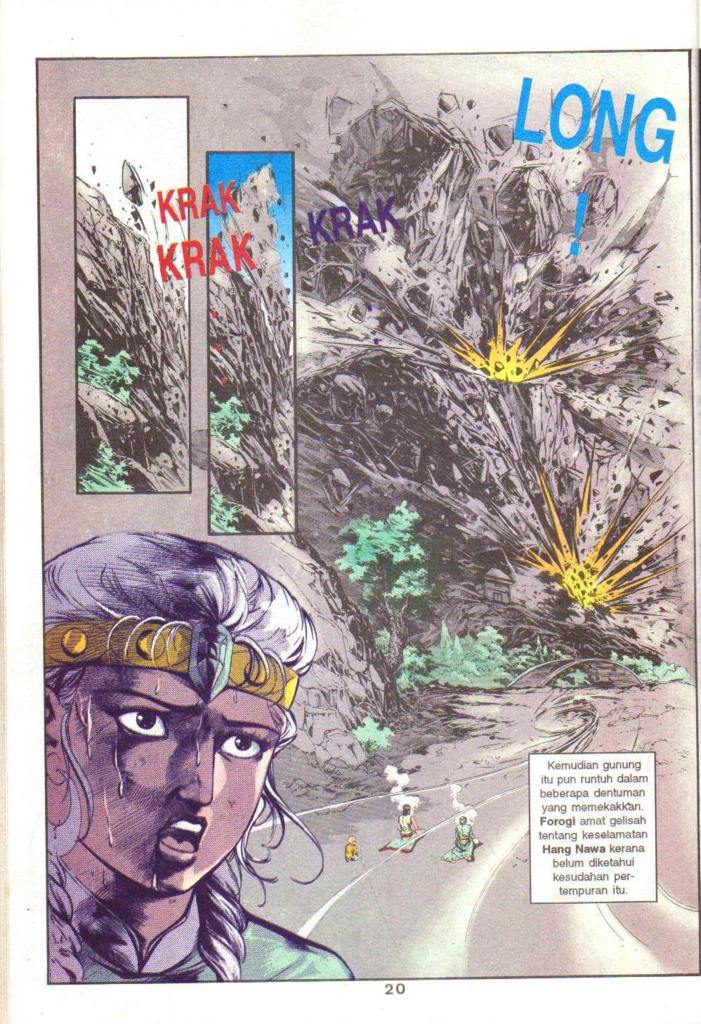 LONG
!
KRAK
KRAK
KRAK
Kemudian gunung
itu pun runtuh dalam
beberapa dentuman
yang memekakkan.
Forogi amat gelisah
tentang keselamatan
Hang Nawa kerana
belum diketahui
kesudahan per-
tempuran itu.
20